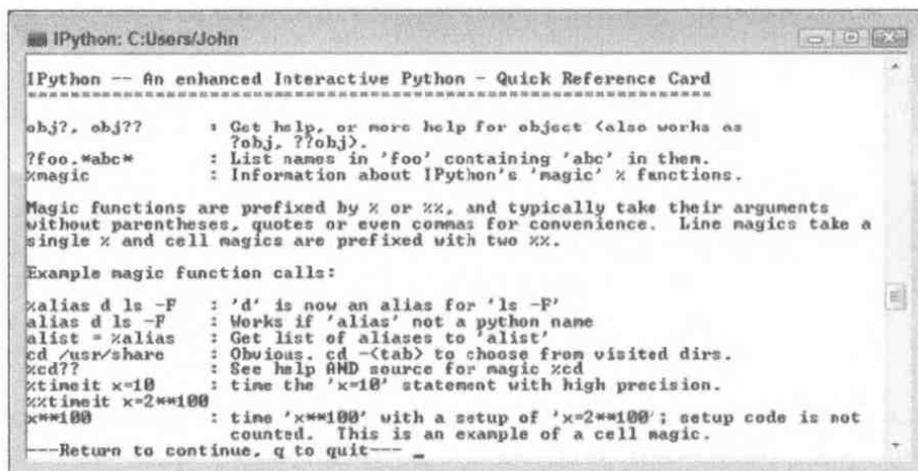 IPython: C:Users/John
IPython -- An enhanced Interactive Python - Quick Reference Card
================================================================
obj?, obj?? : Get help, or more help for object (also works as
?obj, ??obj).
?foo.*abc* : List names in 'foo' containing 'abc' in them.
%magic : Information about IPython's 'magic' % functions.
Magic functions are prefixed by % or %%, and typically take their arguments
without parentheses, quotes or even commas for convenience. Line magics take a
single % and cell magics are prefixed with two %%.
Example magic function calls:
%alias d ls -F : 'd' is now an alias for 'ls -F'
alias d ls -F : Works if 'alias' not a python name
alist = %alias : Get list of aliases to 'alist'
cd /usr/share : Obvious. cd -<tab> to choose from visited dirs.
%cd?? : See help AND source for magic %cd
%timeit x=10 : time the 'x=10' statement with high precision.
%%timeit x=2**100
x**100 : time 'x**100' with a setup of 'x=2**100'; setup code is not
counted. This is an example of a cell magic.
---Return to continue, q to quit--- _